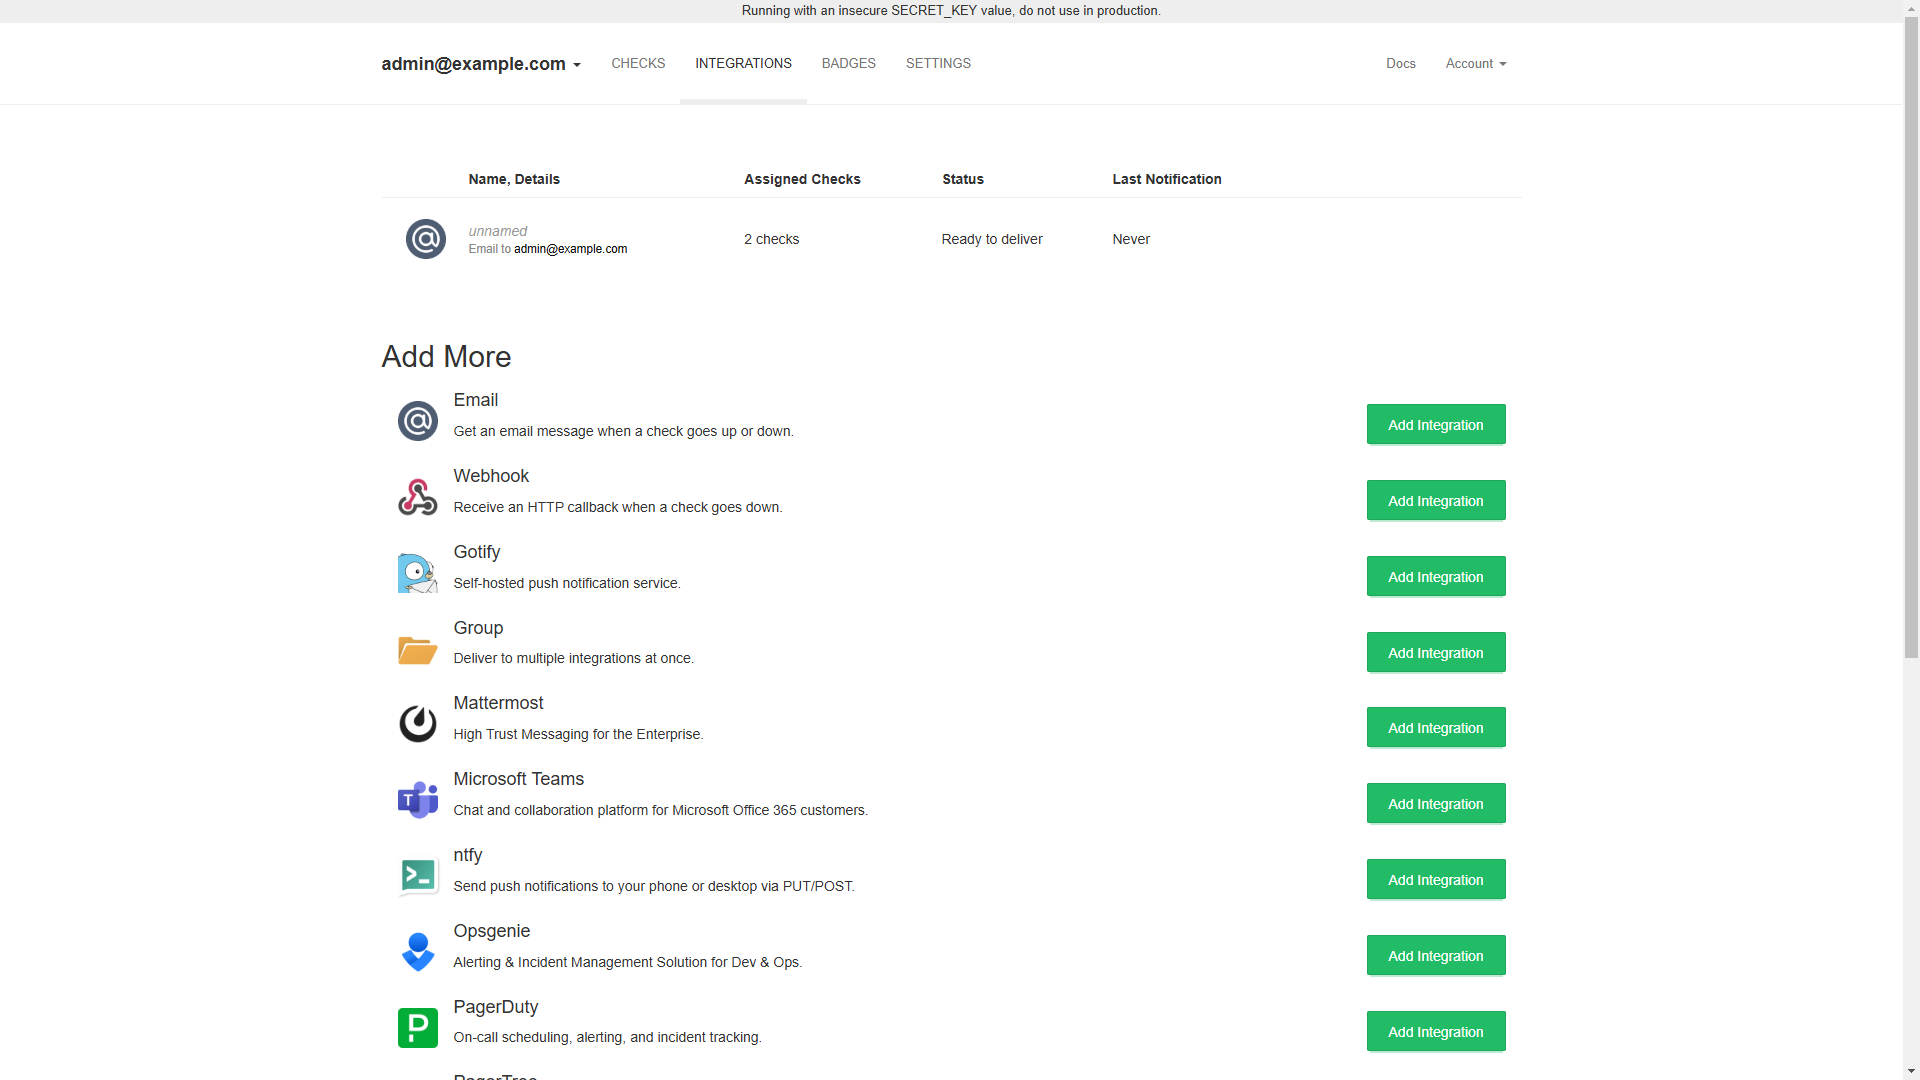 Running with an insecure SECRET_KEY value, do not use in production.
admin@example.com CHECKS INTEGRATIONS BADGES SETTINGS Docs Account
Name, Details Assigned Checks Status Last Notification
unnamed
Email to admin@example.com 2 checks Ready to deliver Never
Add More
Email
Get an email message when a check goes up or down.
Add Integration
Webhook
Receive an HTTP callback when a check goes down.
Add Integration
Gotify
Self-hosted push notification service.
Add Integration
Group
Deliver to multiple integrations at once.
Add Integration
Mattermost
High Trust Messaging for the Enterprise.
Add Integration
Microsoft Teams
Chat and collaboration platform for Microsoft Office 365 customers.
Add Integration
ntfy
Send push notifications to your phone or desktop via PUT/POST.
Add Integration
Opsgenie
Alerting & Incident Management Solution for Dev & Ops.
Add Integration
PagerDuty
On-call scheduling, alerting, and incident tracking.
Add Integration
PagerTree